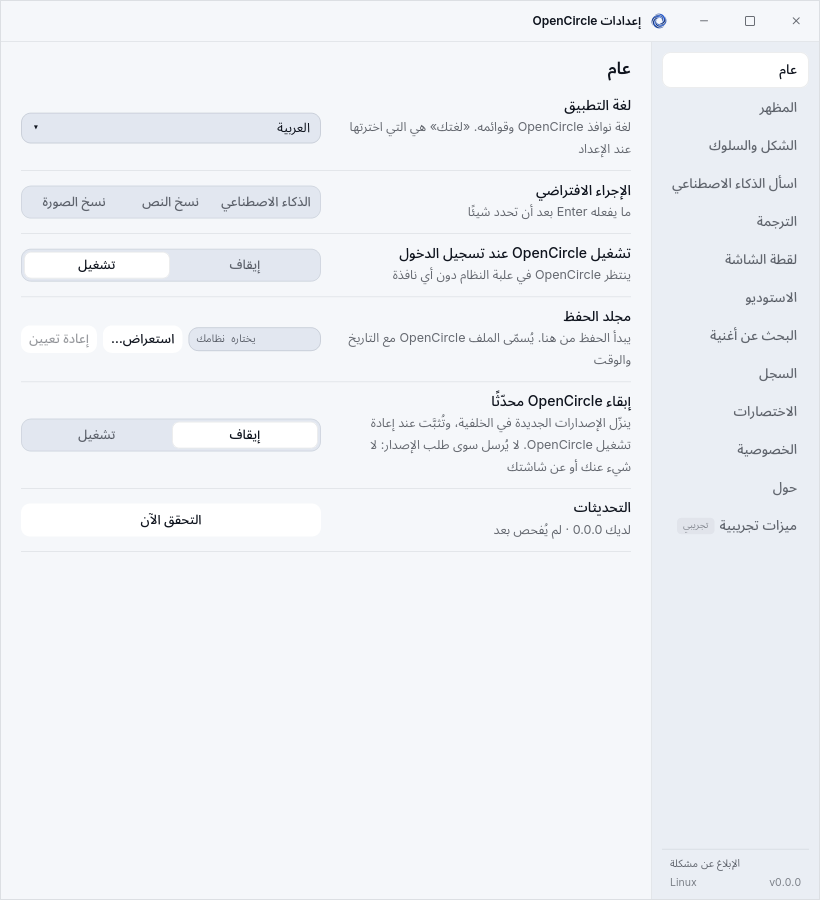 إعدادات OpenCircle
عام
المظهر
الشكل والسلوك
اسأل الذكاء الاصطناعي
الترجمة
لقطة الشاشة
الاستوديو
البحث عن أغنية
السجل
الاختصارات
الخصوصية
حول
ميزات تجريبية تجريبي
الإبلاغ عن مشكلة
v0.0.0 Linux
عام
لغة التطبيق
لغة نوافذ OpenCircle وقوائمه. «لغتك» هي التي اخترتها
عند الإعداد
العربية
الإجراء الافتراضي
ما يفعله Enter بعد أن تحدد شيئًا
الذكاء الاصطناعي نسخ النص نسخ الصورة
تشغيل OpenCircle عند تسجيل الدخول
ينتظر OpenCircle في علبة النظام دون أي نافذة
إيقاف تشغيل
مجلد الحفظ
يبدأ الحفظ من هنا. يُسمّى الملف OpenCircle مع التاريخ
والوقت
يختاره نظامك استعراض... إعادة تعيين
إبقاء OpenCircle محدّثًا
ينزّل الإصدارات الجديدة في الخلفية، وتُثبَّت عند إعادة
تشغيل OpenCircle. لا يُرسل سوى طلب الإصدار: لا
شيء عنك أو عن شاشتك
إيقاف تشغيل
التحديثات
لديك 0.0.0 · لم يُفحص بعد
التحقق الآن